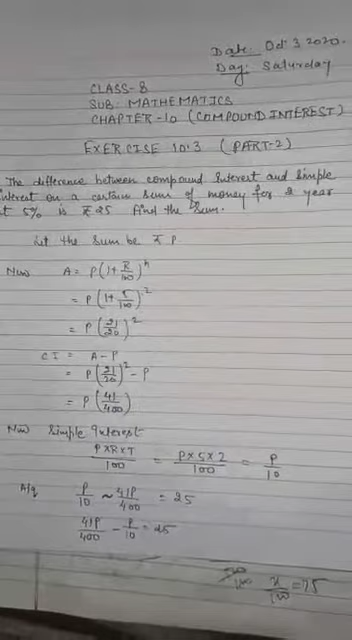 Date: Oct 3 2020.
Day: Saturday
CLASS-8
SUB: MATHEMATICS
CHAPTER-10 (COMPOUND INTEREST)
EXERCISE 10.3 (PART-2)
The difference between compound Interest and simple
interest on a certain sum of money for 2 year
at 5% is ₹25 find the sum.
Let the sum be ₹ P
Now A = P(1+R/100)^n
= P(1+5/100)^2
= P(21/20)^2
CI = A-P
= P(21/20)^2 - P
= P(41/400)
Now Simple Interest
PXRXT/100 = PX5X2/100 = P/10
A/q P/10 ~ 41P/400 = 25
41P/400 - P/10 = 25
x/100 = 25